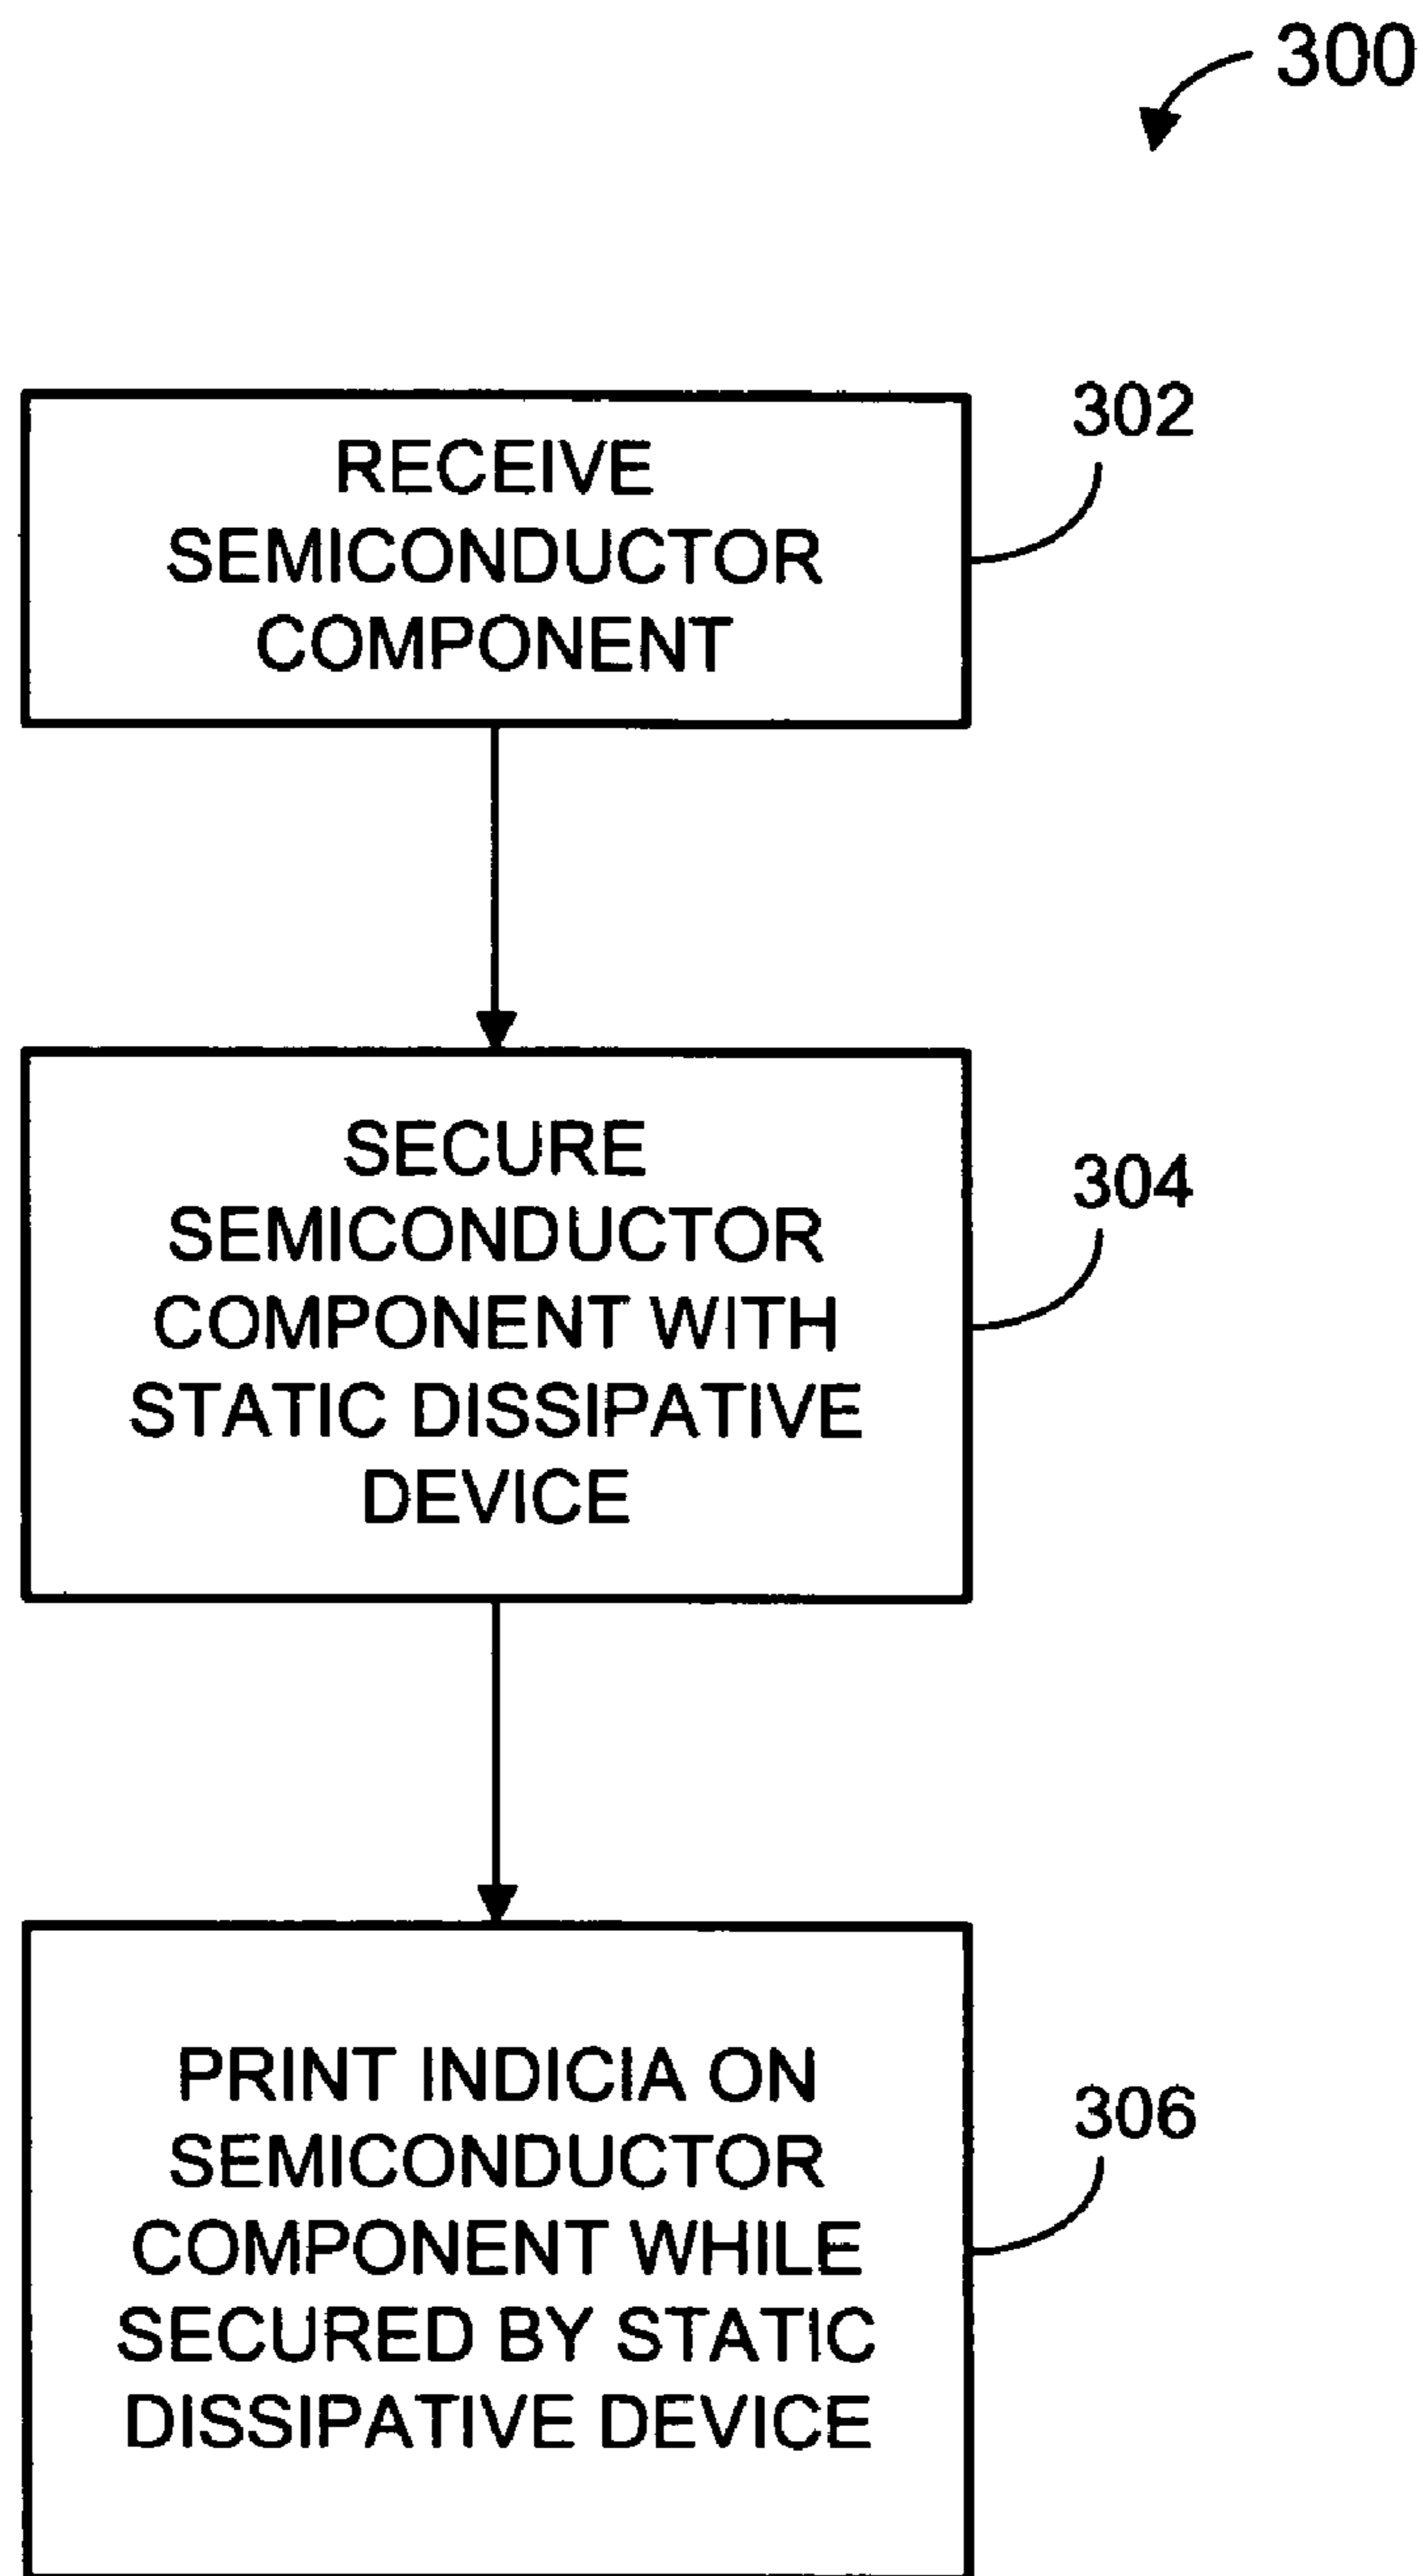 300
RECEIVE
SEMICONDUCTOR
COMPONENT
302
SECURE
SEMICONDUCTOR
COMPONENT WITH
STATIC DISSIPATIVE
DEVICE
304
PRINT INDICIA ON
SEMICONDUCTOR
COMPONENT WHILE
SECURED BY STATIC
DISSIPATIVE DEVICE
306